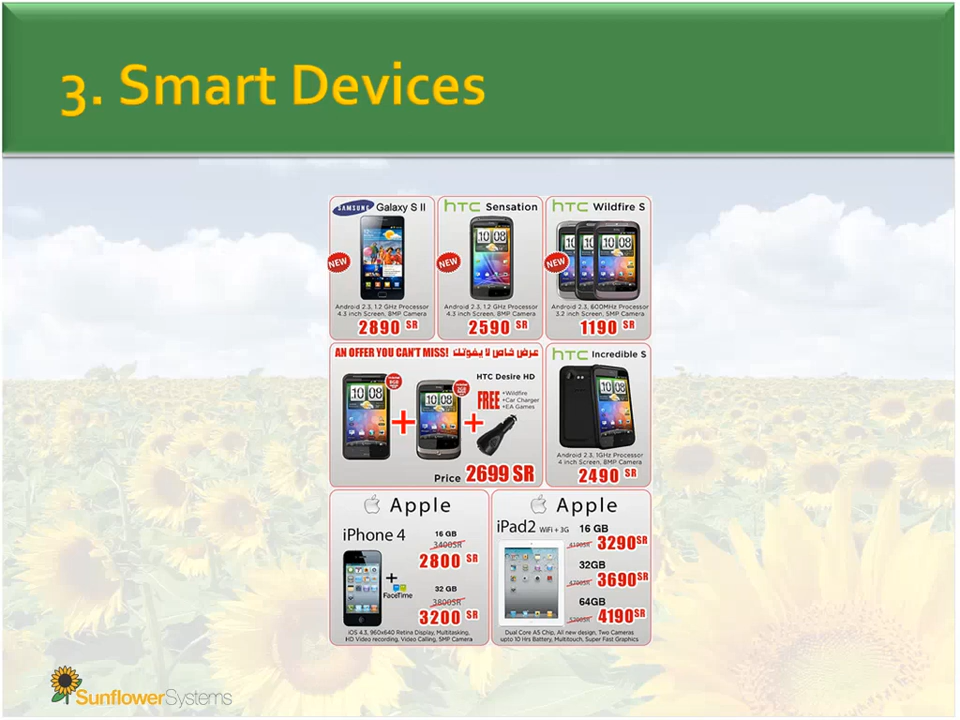 3. Smart Devices
SAMSUNG Galaxy S II
NEW
Android 2.3, 1.2 GHz Processor
4.3 inch Screen, 8MP Camera
2890 SR
hTC Sensation
NEW
Android 2.3, 1.2 GHz Processor
4.3 inch Screen, 8MP Camera
2590 SR
hTC Wildfire S
NEW
Android 2.3, 600MHz Processor
3.2 inch Screen, 5MP Camera
1190 SR
AN OFFER YOU CAN'T MISS! عرض خاص لا يفوتك
HTC Desire HD
FREE
+Wildfire
+Car Charger
+EA Games
+ +
Price 2699 SR
hTC Incredible S
Android 2.3, 1GHz Processor
4 inch Screen, 8MP Camera
2490 SR
Apple
iPhone 4
16 GB
3400SR
2800 SR
+
FaceTime
32 GB
3800SR
3200 SR
iOS 4.3, 960x640 Retina Display, Multitasking,
HD Video recording, Video Calling, 5MP Camera
Apple
iPad2 WiFi + 3G
16 GB
3290SR
32GB
3690SR
64GB
4190SR
Dual Core A5 Chip, All new design, Two Cameras
upto 10 Hrs Battery, Multitouch, Super Fast Graphics
SunflowerSystems